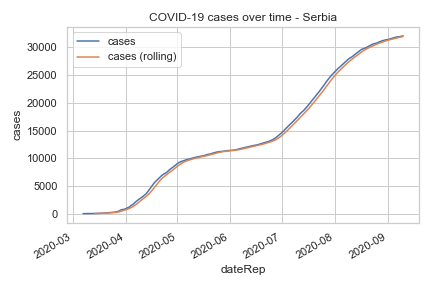 COVID-19 cases over time - Serbia
cases
cases (rolling)
30000
25000
20000
15000
10000
5000
0
cases
2020-03
2020-04
2020-05
2020-06
2020-07
2020-08
2020-09
dateRep